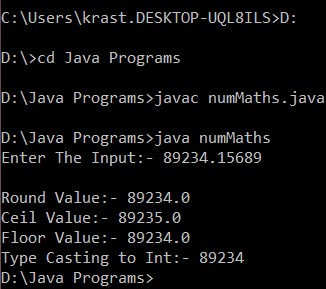 C:\Users\krast.DESKTOP-UQL8ILS>D:
D:\>cd Java Programs
D:\Java Programs>javac numMaths.java
D:\Java Programs>java numMaths
Enter The Input:- 89234.15689
Round Value:- 89234.0
Ceil Value:- 89235.0
Floor Value:- 89234.0
Type Casting to Int:- 89234
D:\Java Programs>